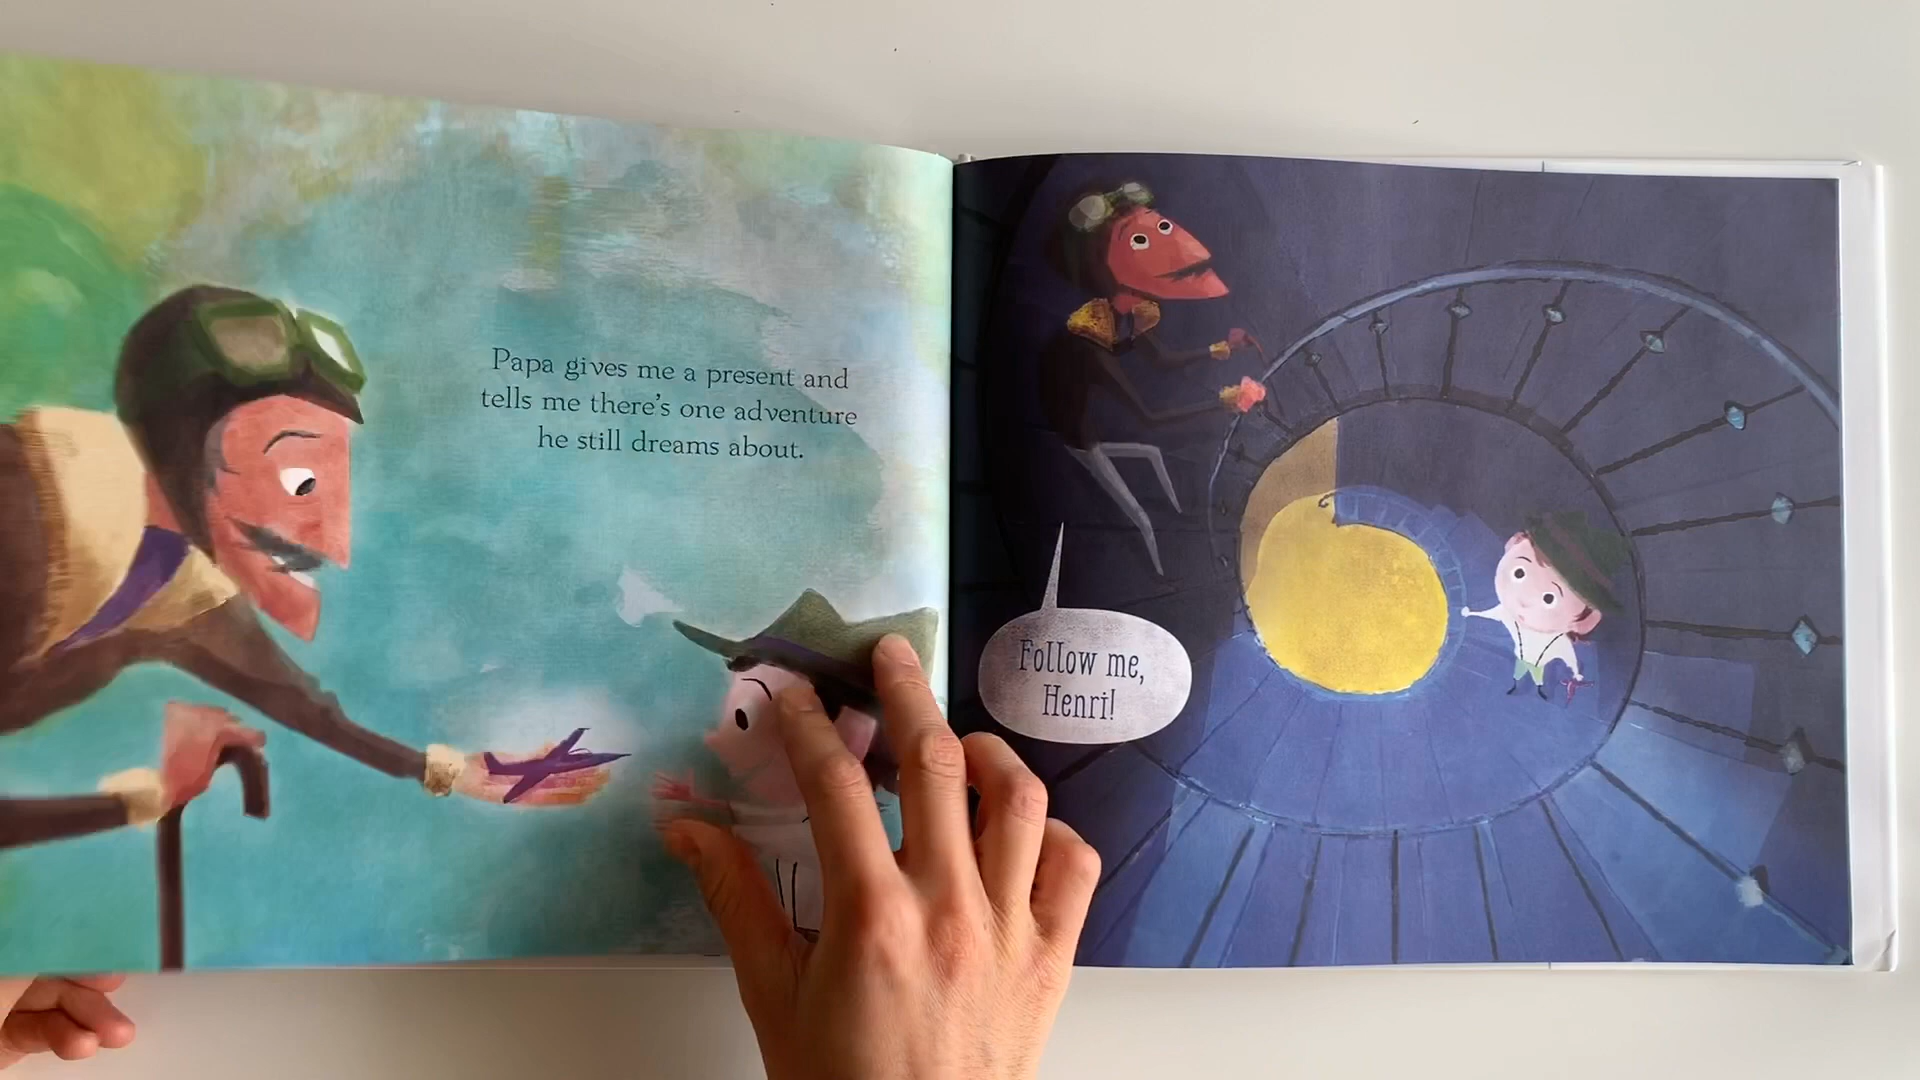 Papa gives me a present and
tells me there's one adventure
he still dreams about.
Follow me,
Henri!